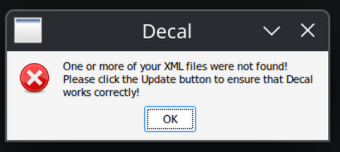 Decal
One or more of your XML files were not found!
Please click the Update button to ensure that Decal
works correctly!
OK